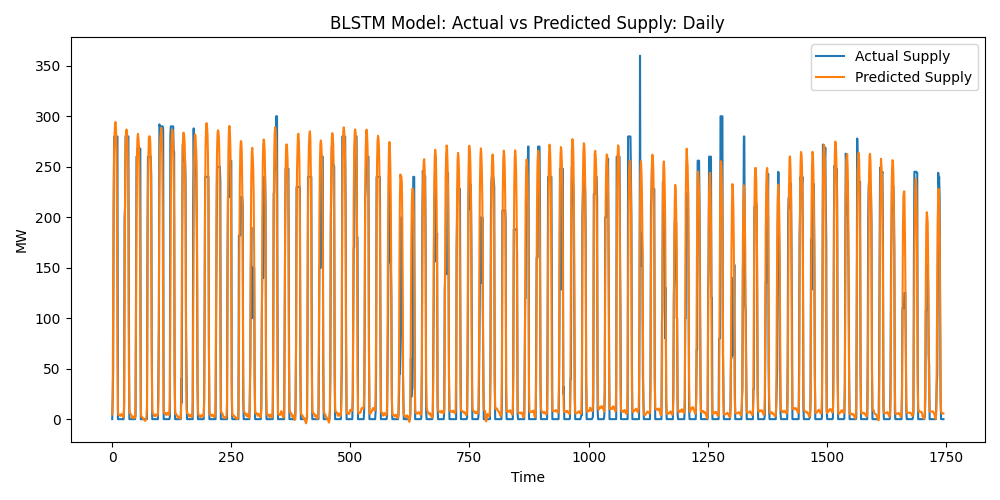 BLSTM Model: Actual vs Predicted Supply: Daily
Actual Supply
Predicted Supply
MW
350
300
250
200
150
100
50
0
0 250 500 750 1000 1250 1500 1750
Time